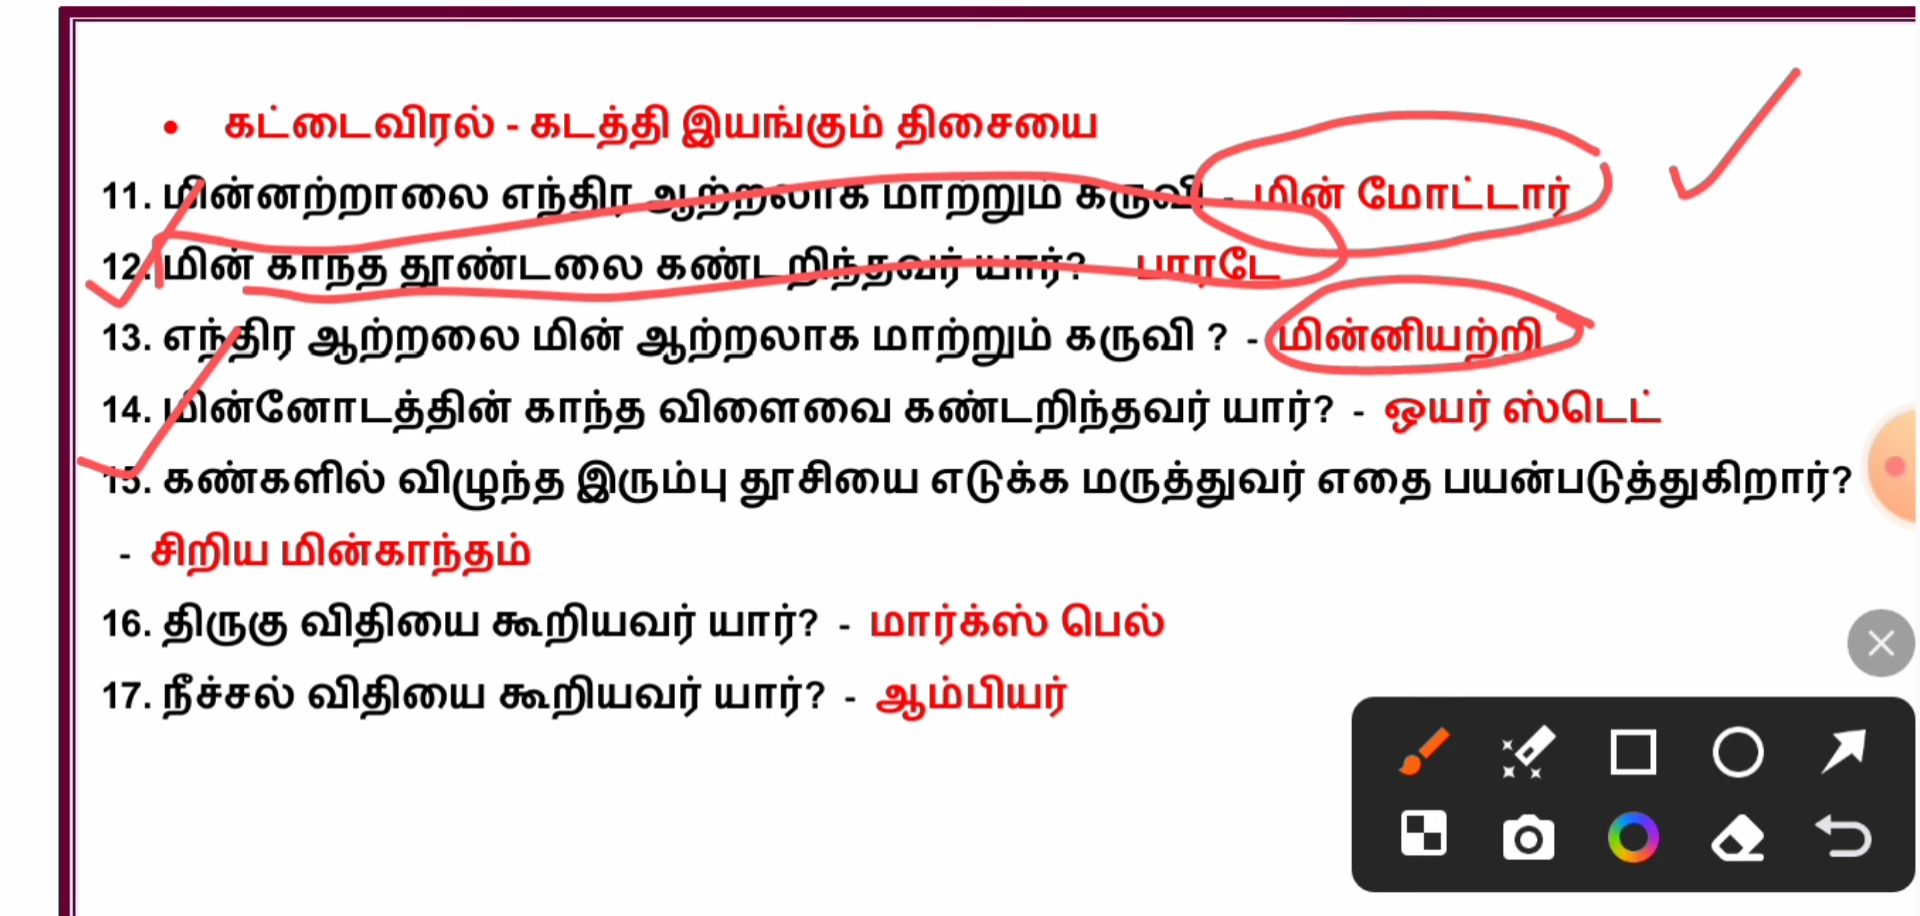 • கட்டைவிரல் - கடத்தி இயங்கும் திசையை
11. மின்னற்றாலை எந்திர ஆற்றலாக மாற்றும் கருவி - மின் மோட்டார்
12. மின் காந்த தூண்டலை கண்டறிந்தவர் யார்? பாரடே
13. எந்திர ஆற்றலை மின் ஆற்றலாக மாற்றும் கருவி ? - மின்னியற்றி
14. மின்னோடத்தின் காந்த விளைவை கண்டறிந்தவர் யார்? - ஒயர் ஸ்டெட்
15. கண்களில் விழுந்த இரும்பு தூசியை எடுக்க மருத்துவர் எதை பயன்படுத்துகிறார்?
- சிறிய மின்காந்தம்
16. திருகு விதியை கூறியவர் யார்? - மார்க்ஸ் பெல்
17. நீச்சல் விதியை கூறியவர் யார்? - ஆம்பியர்